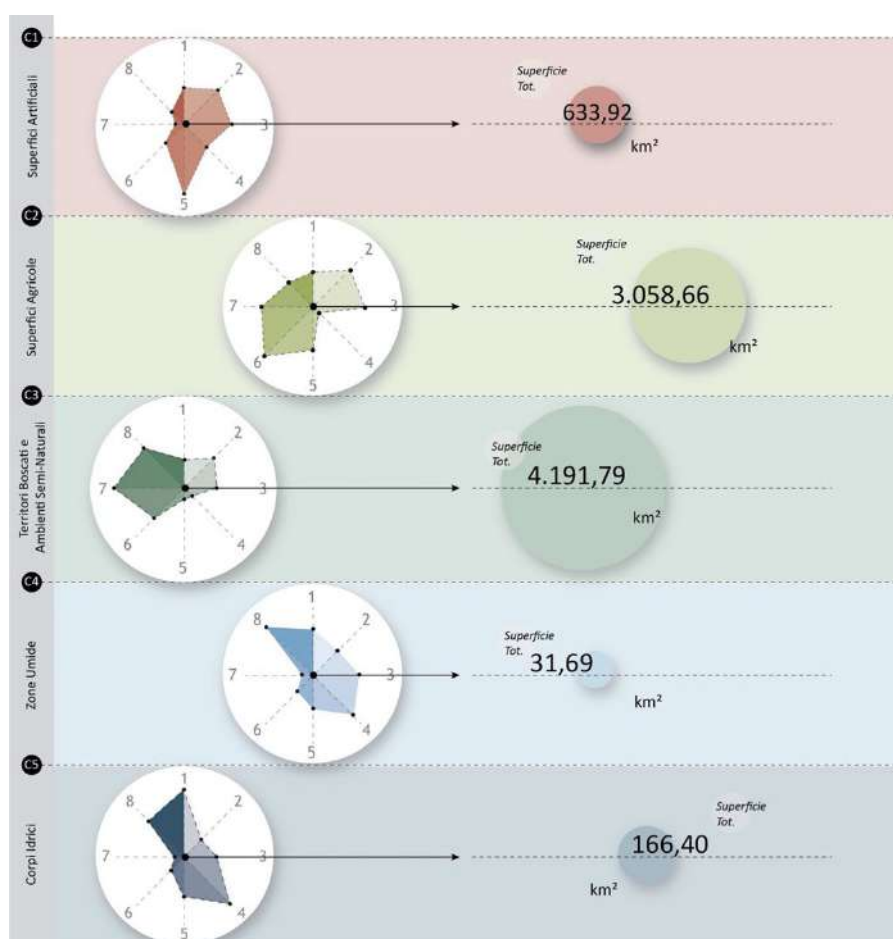 C1
Superfici Artificiali
1
2
3
4
5
6
7
8
Superficie
Tot.
633,92
km²
C2
Superfici Agricole
1
2
3
4
5
6
7
8
Superficie
Tot.
3.058,66
km²
C3
Territori Boscati e
Ambienti Semi-Naturali
1
2
3
4
5
6
7
8
Superficie
Tot.
4.191,79
km²
C4
Zone Umide
1
2
3
4
5
6
7
8
Superficie
Tot.
31,69
km²
C5
Corpi Idrici
1
2
3
4
5
6
7
8
Superficie
Tot.
166,40
km²